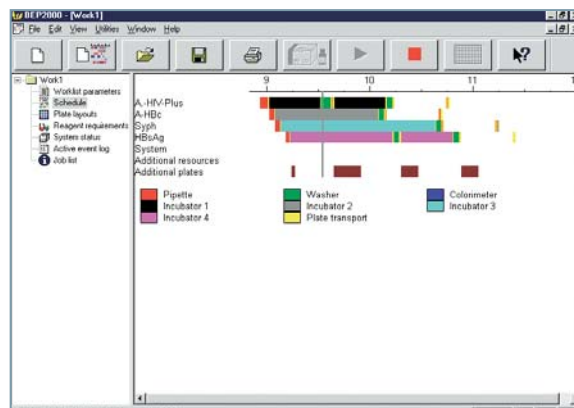 BEP2000 - [Work1]
File Edit View Utilities Window Help
Work1
Worklist parameters
Schedule
Plate layouts
Reagent requirements
System status
Active event log
Job list
9 10 11
A.-HIV-Plus
A-HBc
Syph
HBsAg
System
Additional resources
Additional plates
Pipette Washer Colorimeter
Incubator 1 Incubator 2 Incubator 3
Incubator 4 Plate transport